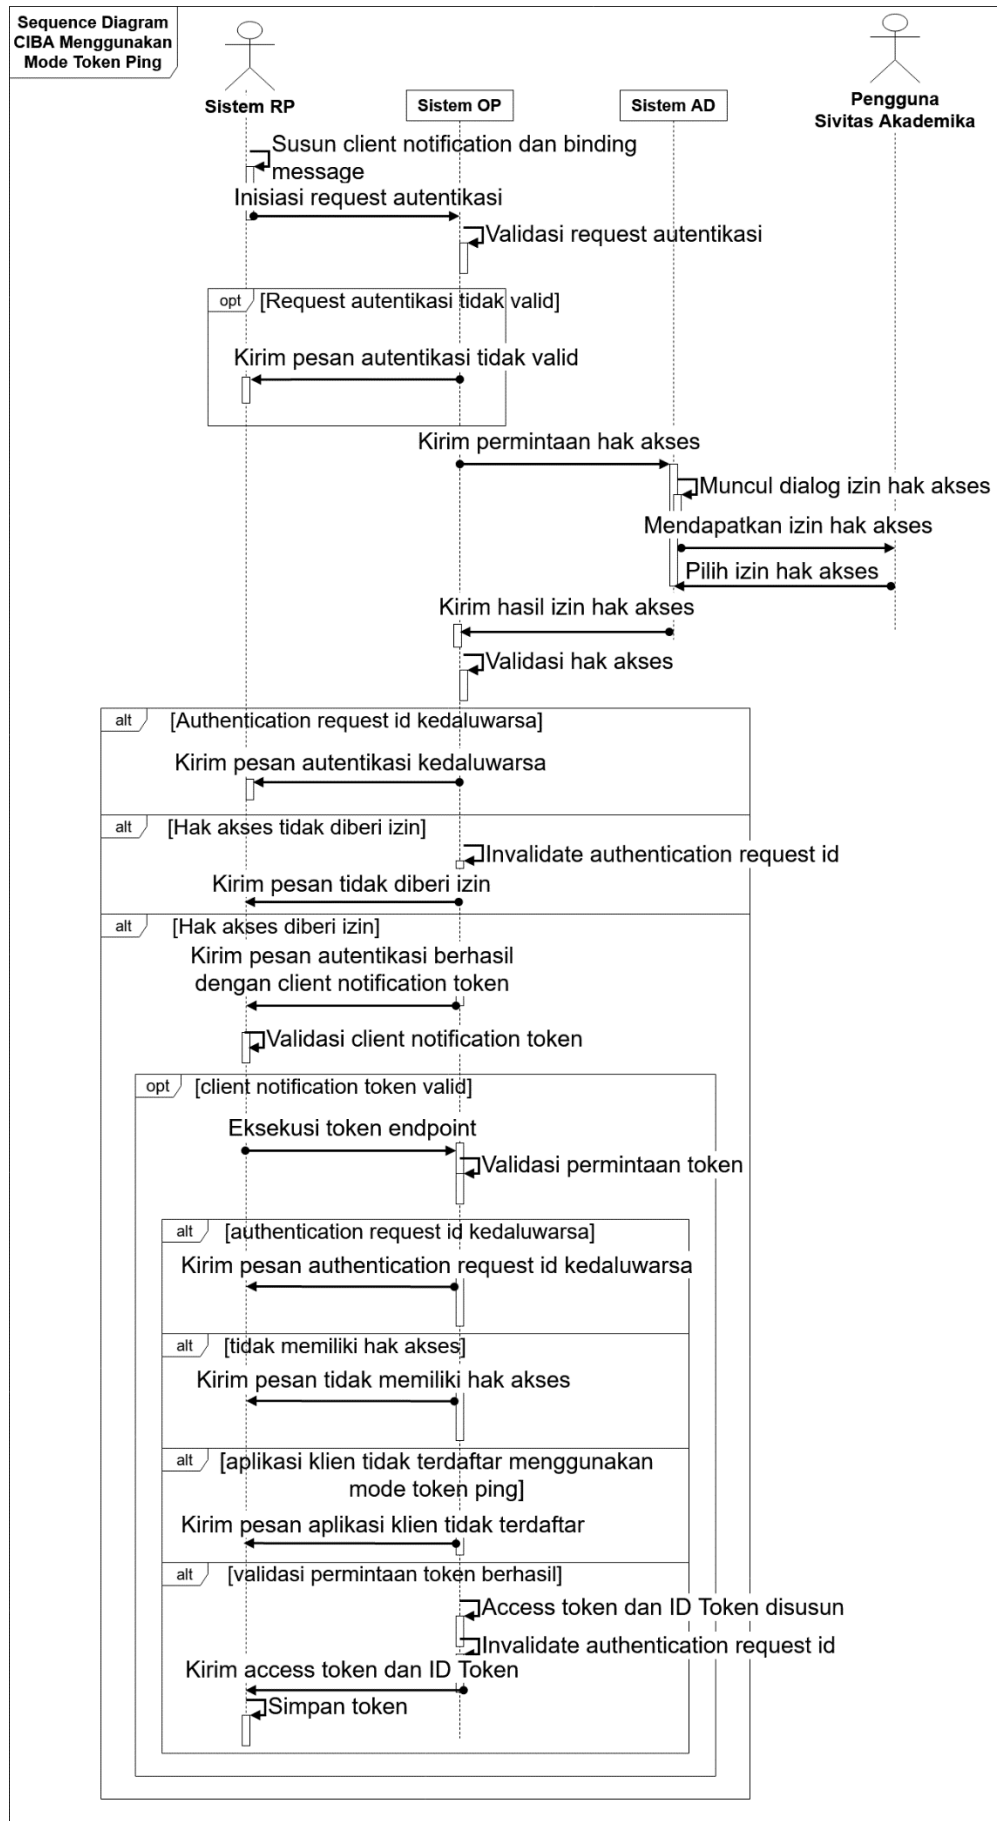 Sequence Diagram
CIBA Menggunakan
Mode Token Ping
Sistem RP
Sistem OP
Sistem AD
Pengguna
Sivitas Akademika
Susun client notification dan binding
message
Inisiasi request autentikasi
Validasi request autentikasi
opt
[Request autentikasi tidak valid]
Kirim pesan autentikasi tidak valid
Kirim permintaan hak akses
Muncul dialog izin hak akses
Mendapatkan izin hak akses
Pilih izin hak akses
Kirim hasil izin hak akses
Validasi hak akses
alt
[Authentication request id kedaluwarsa]
Kirim pesan autentikasi kedaluwarsa
alt
[Hak akses tidak diberi izin]
Invalidate authentication request id
Kirim pesan tidak diberi izin
alt
[Hak akses diberi izin]
Kirim pesan autentikasi berhasil
dengan client notification token
Validasi client notification token
opt
[client notification token valid]
Eksekusi token endpoint
Validasi permintaan token
alt
[authentication request id kedaluwarsa]
Kirim pesan authentication request id kedaluwarsa
alt
[tidak memiliki hak akses]
Kirim pesan tidak memiliki hak akses
alt
[aplikasi klien tidak terdaftar menggunakan
mode token ping]
Kirim pesan aplikasi klien tidak terdaftar
alt
[validasi permintaan token berhasil]
Access token dan ID Token disusun
Invalidate authentication request id
Kirim access token dan ID Token
Simpan token